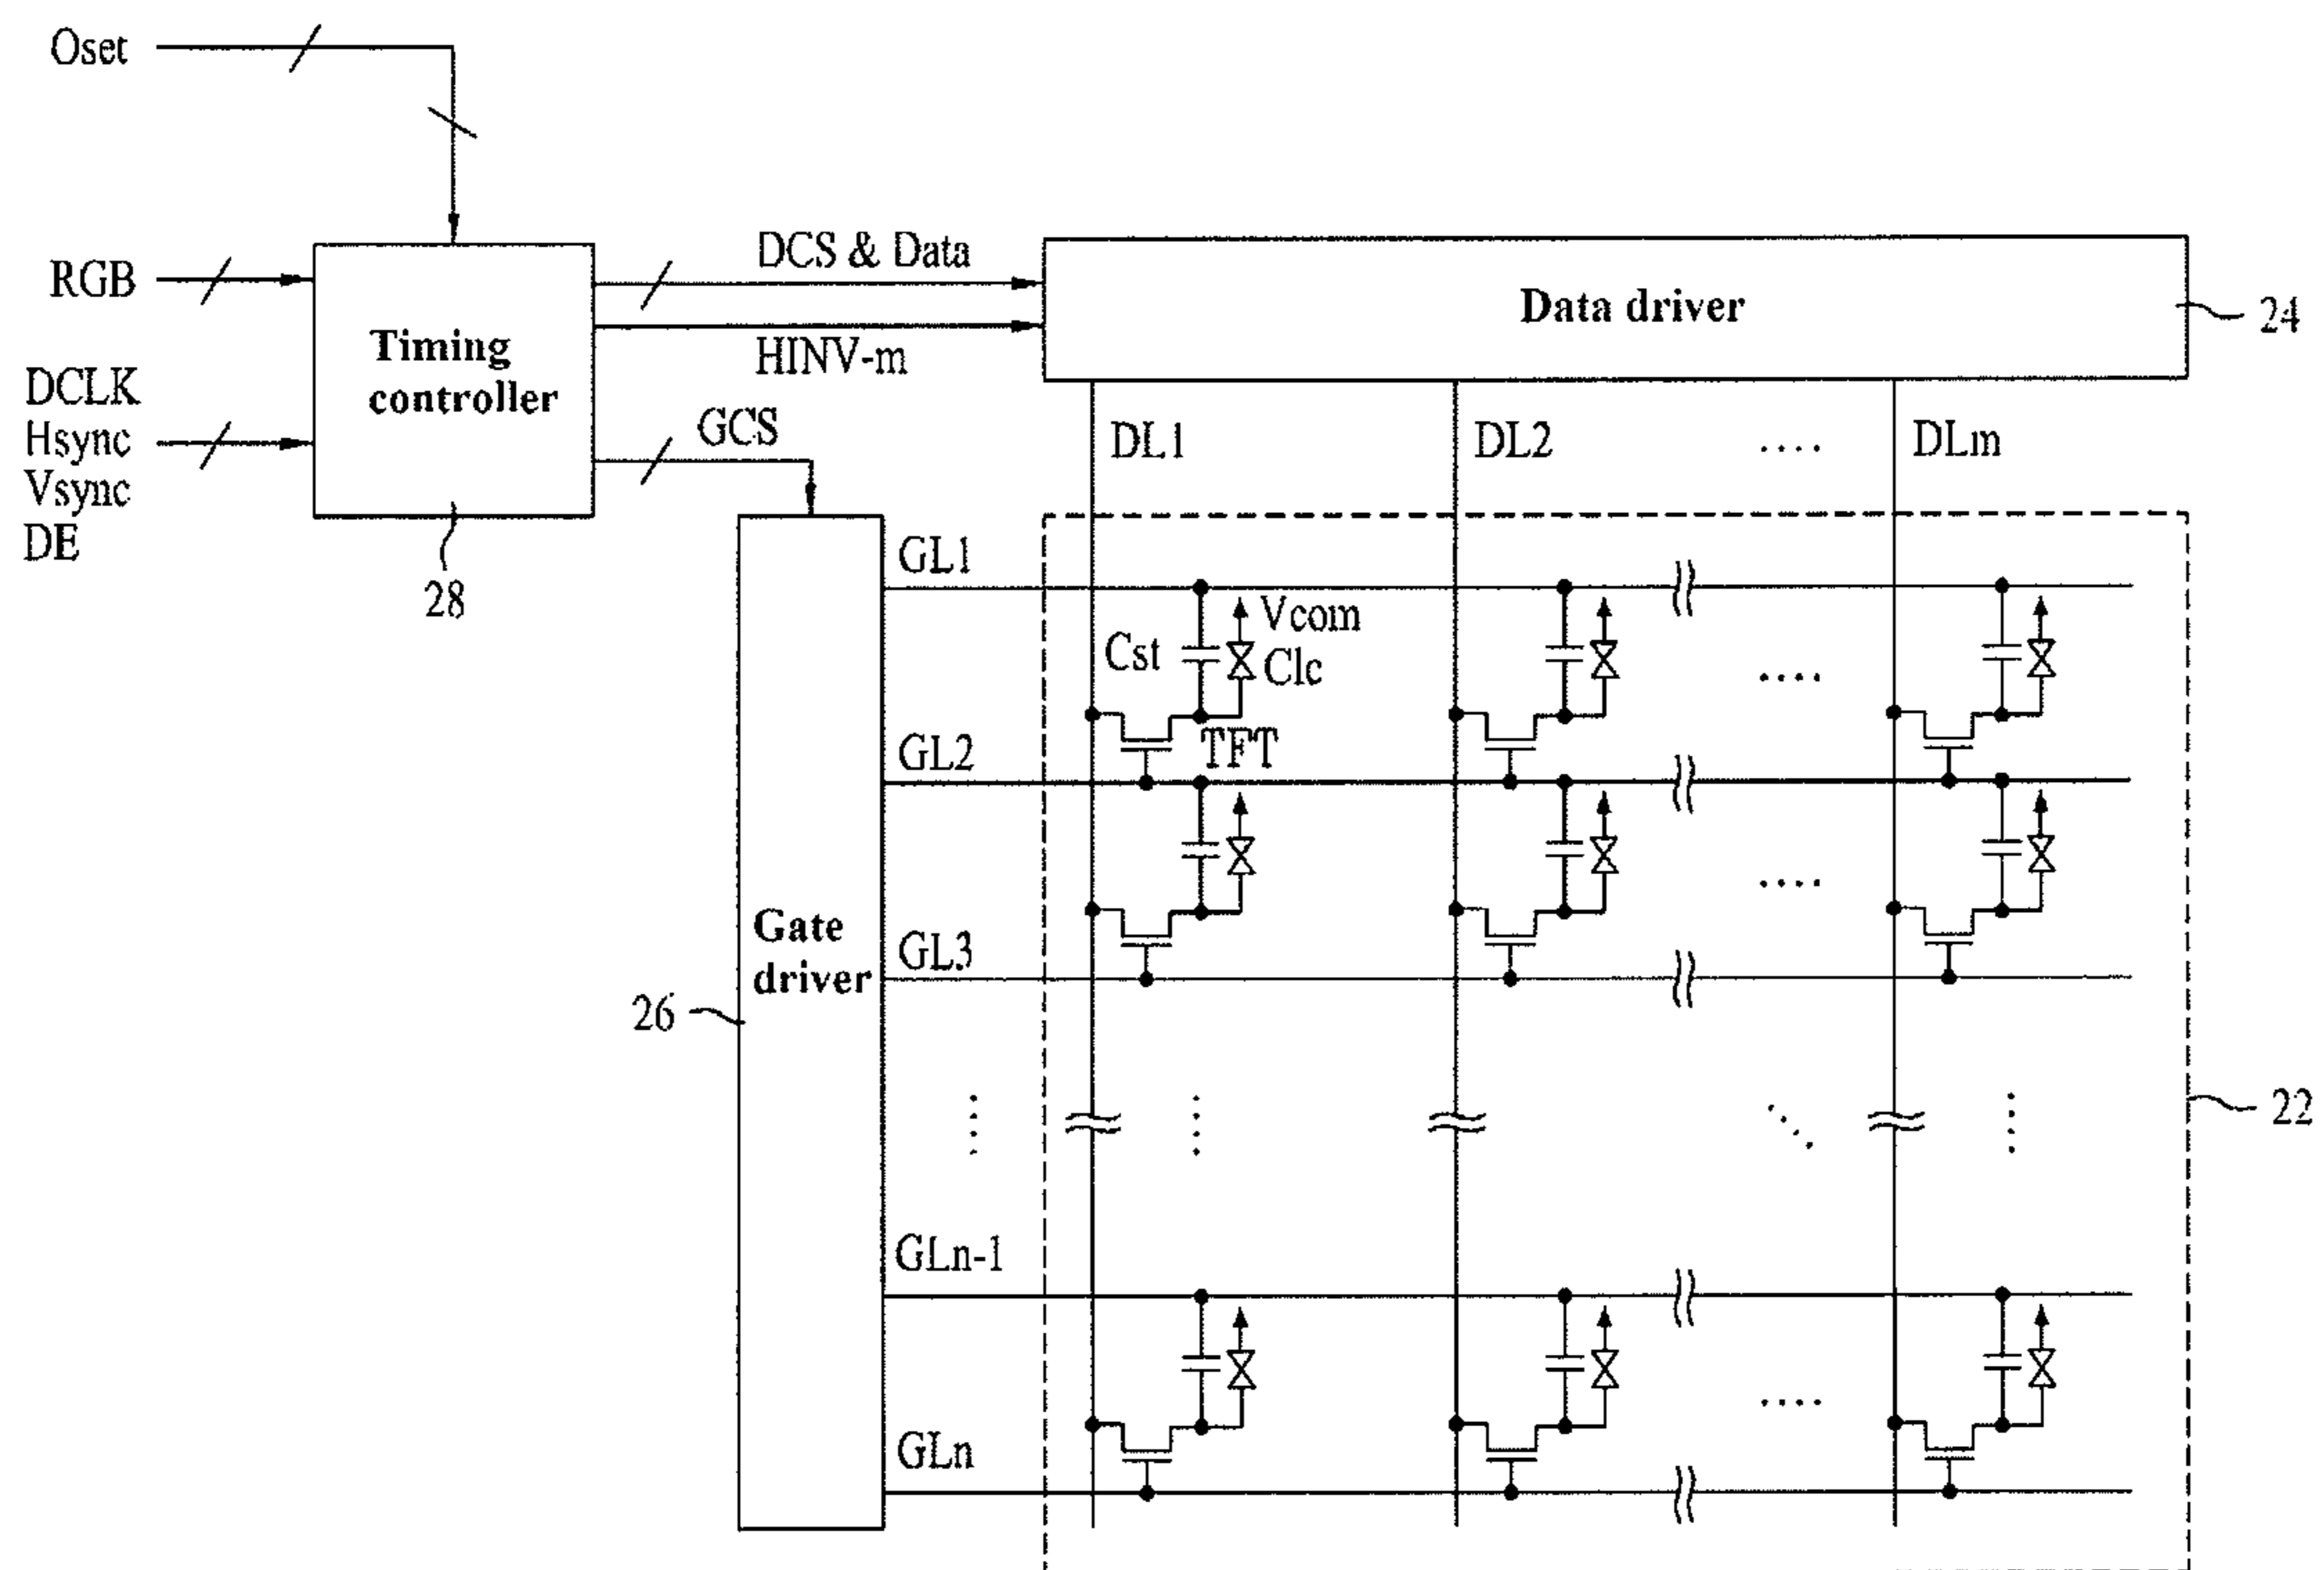 Oset
RGB
DCLK
Hsync
Vsync
DE
Timing
controller
28
DCS & Data
HINV-m
GCS
Data driver
24
DL1
DL2
....
DLm
GL1
Vcom
Cst
Clc
....
TFT
GL2
....
Gate
driver
GL3
26
22
GLn-1
....
GLn